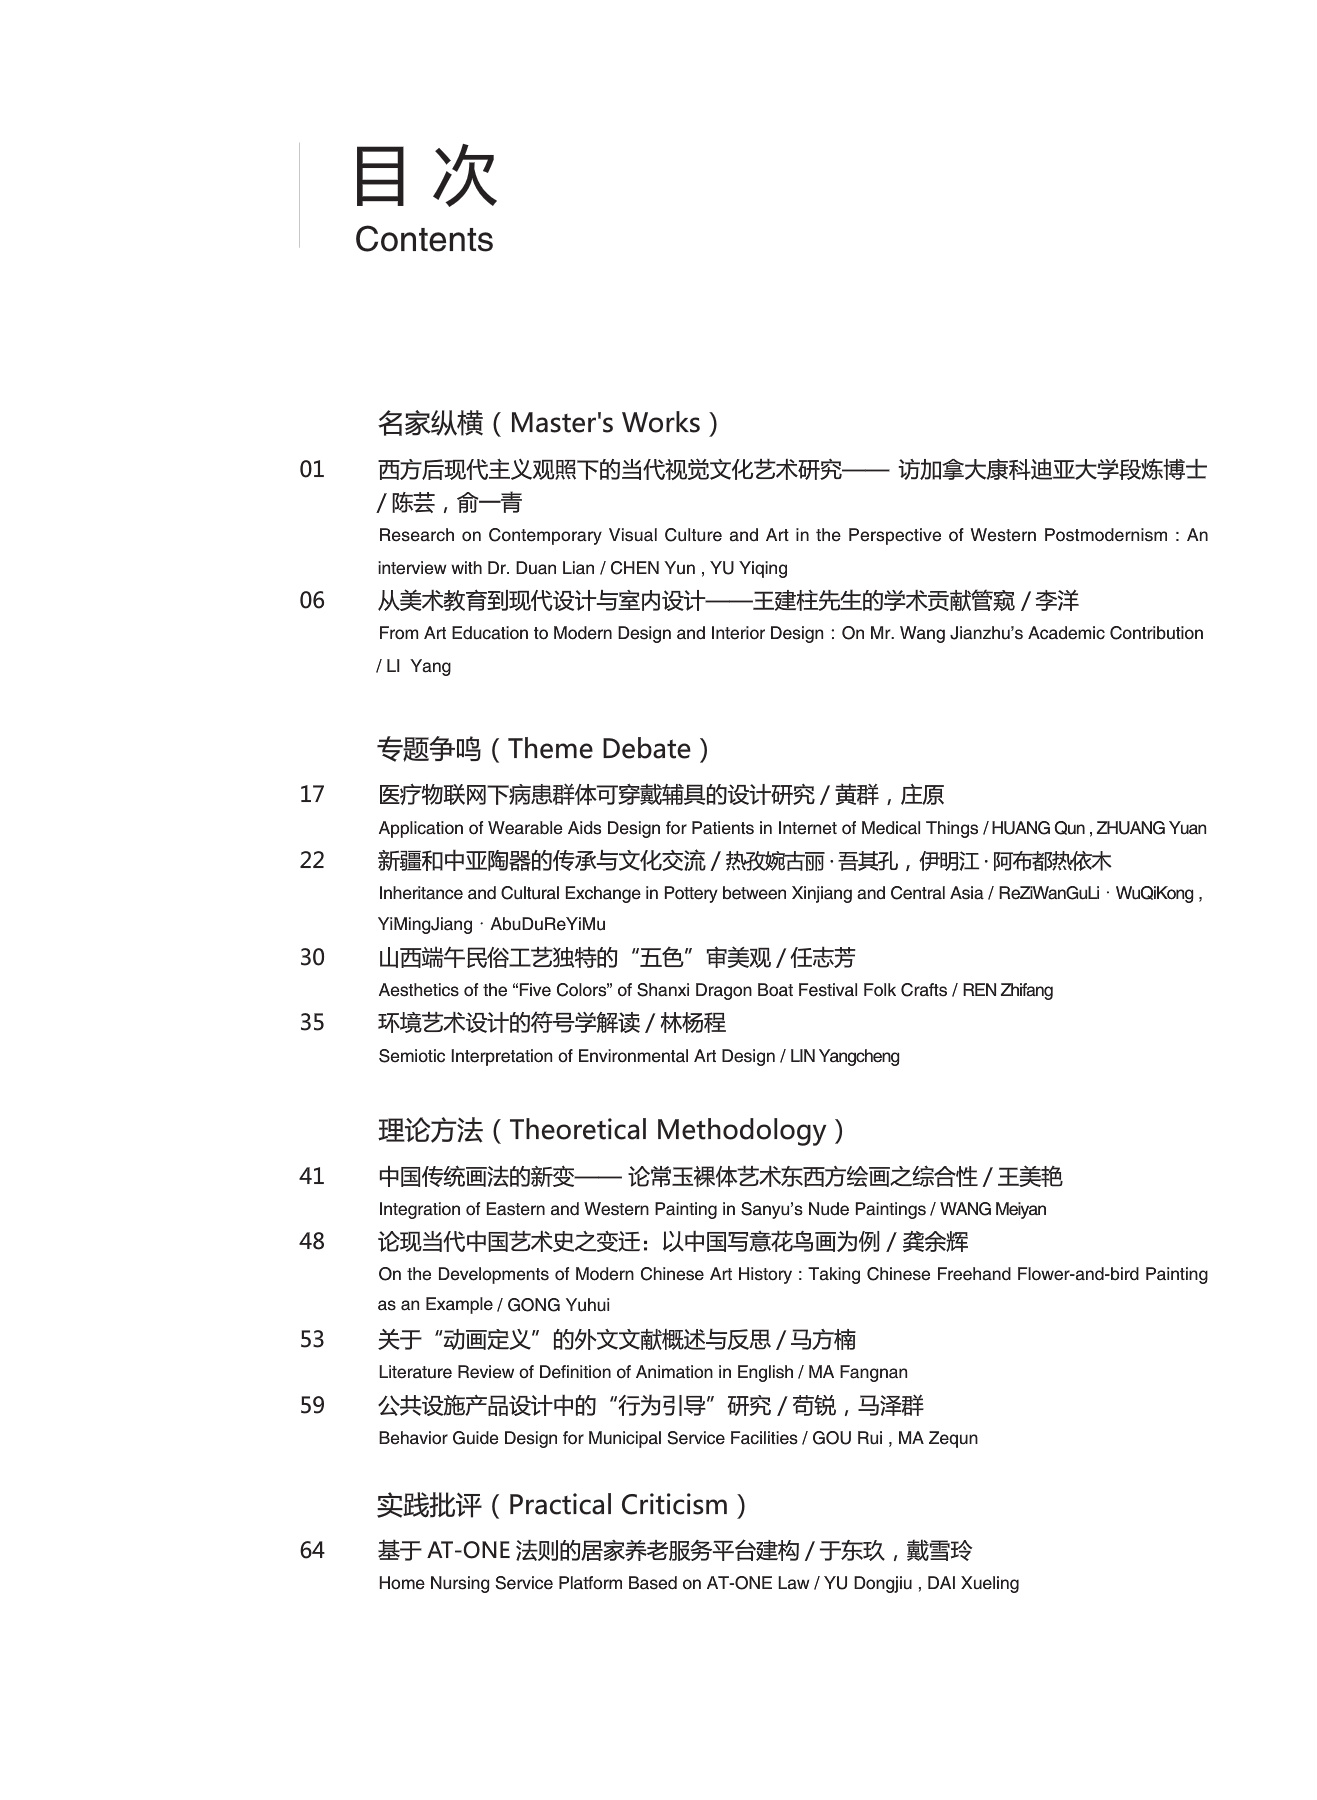 目 次
Contents
名家纵横（Master's Works）
01 西方后现代主义观照下的当代视觉文化艺术研究—— 访加拿大康科迪亚大学段炼博士
/ 陈芸，俞一青
Research on Contemporary Visual Culture and Art in the Perspective of Western Postmodernism : An
interview with Dr. Duan Lian / CHEN Yun , YU Yiqing
06 从美术教育到现代设计与室内设计——王建柱先生的学术贡献管窥 / 李洋
From Art Education to Modern Design and Interior Design : On Mr. Wang Jianzhu’s Academic Contribution
/ LI Yang
专题争鸣（Theme Debate）
17 医疗物联网下病患群体可穿戴辅具的设计研究 / 黄群，庄原
Application of Wearable Aids Design for Patients in Internet of Medical Things / HUANG Qun , ZHUANG Yuan
22 新疆和中亚陶器的传承与文化交流 / 热孜婉古丽 · 吾其孔，伊明江 · 阿布都热依木
Inheritance and Cultural Exchange in Pottery between Xinjiang and Central Asia / ReZiWanGuLi · WuQiKong ,
YiMingJiang · AbuDuReYiMu
30 山西端午民俗工艺独特的“五色”审美观 / 任志芳
Aesthetics of the “Five Colors” of Shanxi Dragon Boat Festival Folk Crafts / REN Zhifang
35 环境艺术设计的符号学解读 / 林杨程
Semiotic Interpretation of Environmental Art Design / LIN Yangcheng
理论方法（Theoretical Methodology）
41 中国传统画法的新变—— 论常玉裸体艺术东西方绘画之综合性 / 王美艳
Integration of Eastern and Western Painting in Sanyu’s Nude Paintings / WANG Meiyan
48 论现当代中国艺术史之变迁：以中国写意花鸟画为例 / 龚余辉
On the Developments of Modern Chinese Art History : Taking Chinese Freehand Flower-and-bird Painting
as an Example / GONG Yuhui
53 关于“动画定义”的外文文献概述与反思 / 马方楠
Literature Review of Definition of Animation in English / MA Fangnan
59 公共设施产品设计中的“行为引导”研究 / 苟锐，马泽群
Behavior Guide Design for Municipal Service Facilities / GOU Rui , MA Zequn
实践批评（Practical Criticism）
64 基于 AT-ONE 法则的居家养老服务平台建构 / 于东玖，戴雪玲
Home Nursing Service Platform Based on AT-ONE Law / YU Dongjiu , DAI Xueling